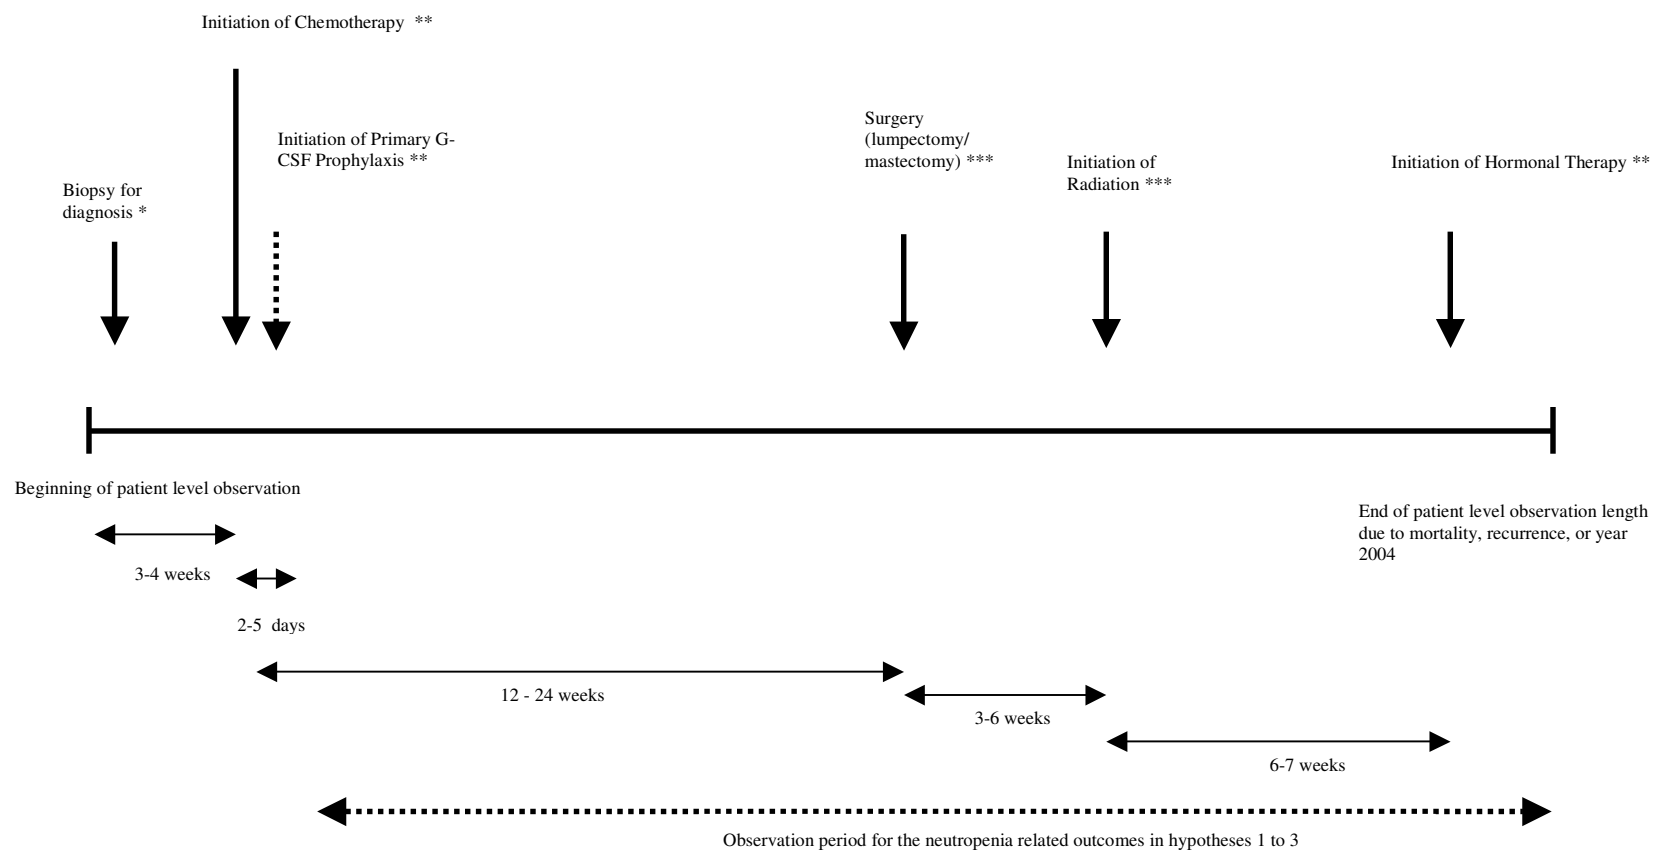 Initiation of Chemotherapy  **
Initiation of Primary G-
CSF Prophylaxis **
Biopsy for
diagnosis *
Surgery
(lumpectomy/
mastectomy) ***
Initiation of
Radiation ***
Initiation of Hormonal Therapy **
Beginning of patient level observation
End of patient level observation length
due to mortality, recurrence, or year
2004
3-4 weeks
2-5  days
12 - 24 weeks
3-6 weeks
6-7 weeks
Observation period for the neutropenia related outcomes in hypotheses 1 to 3